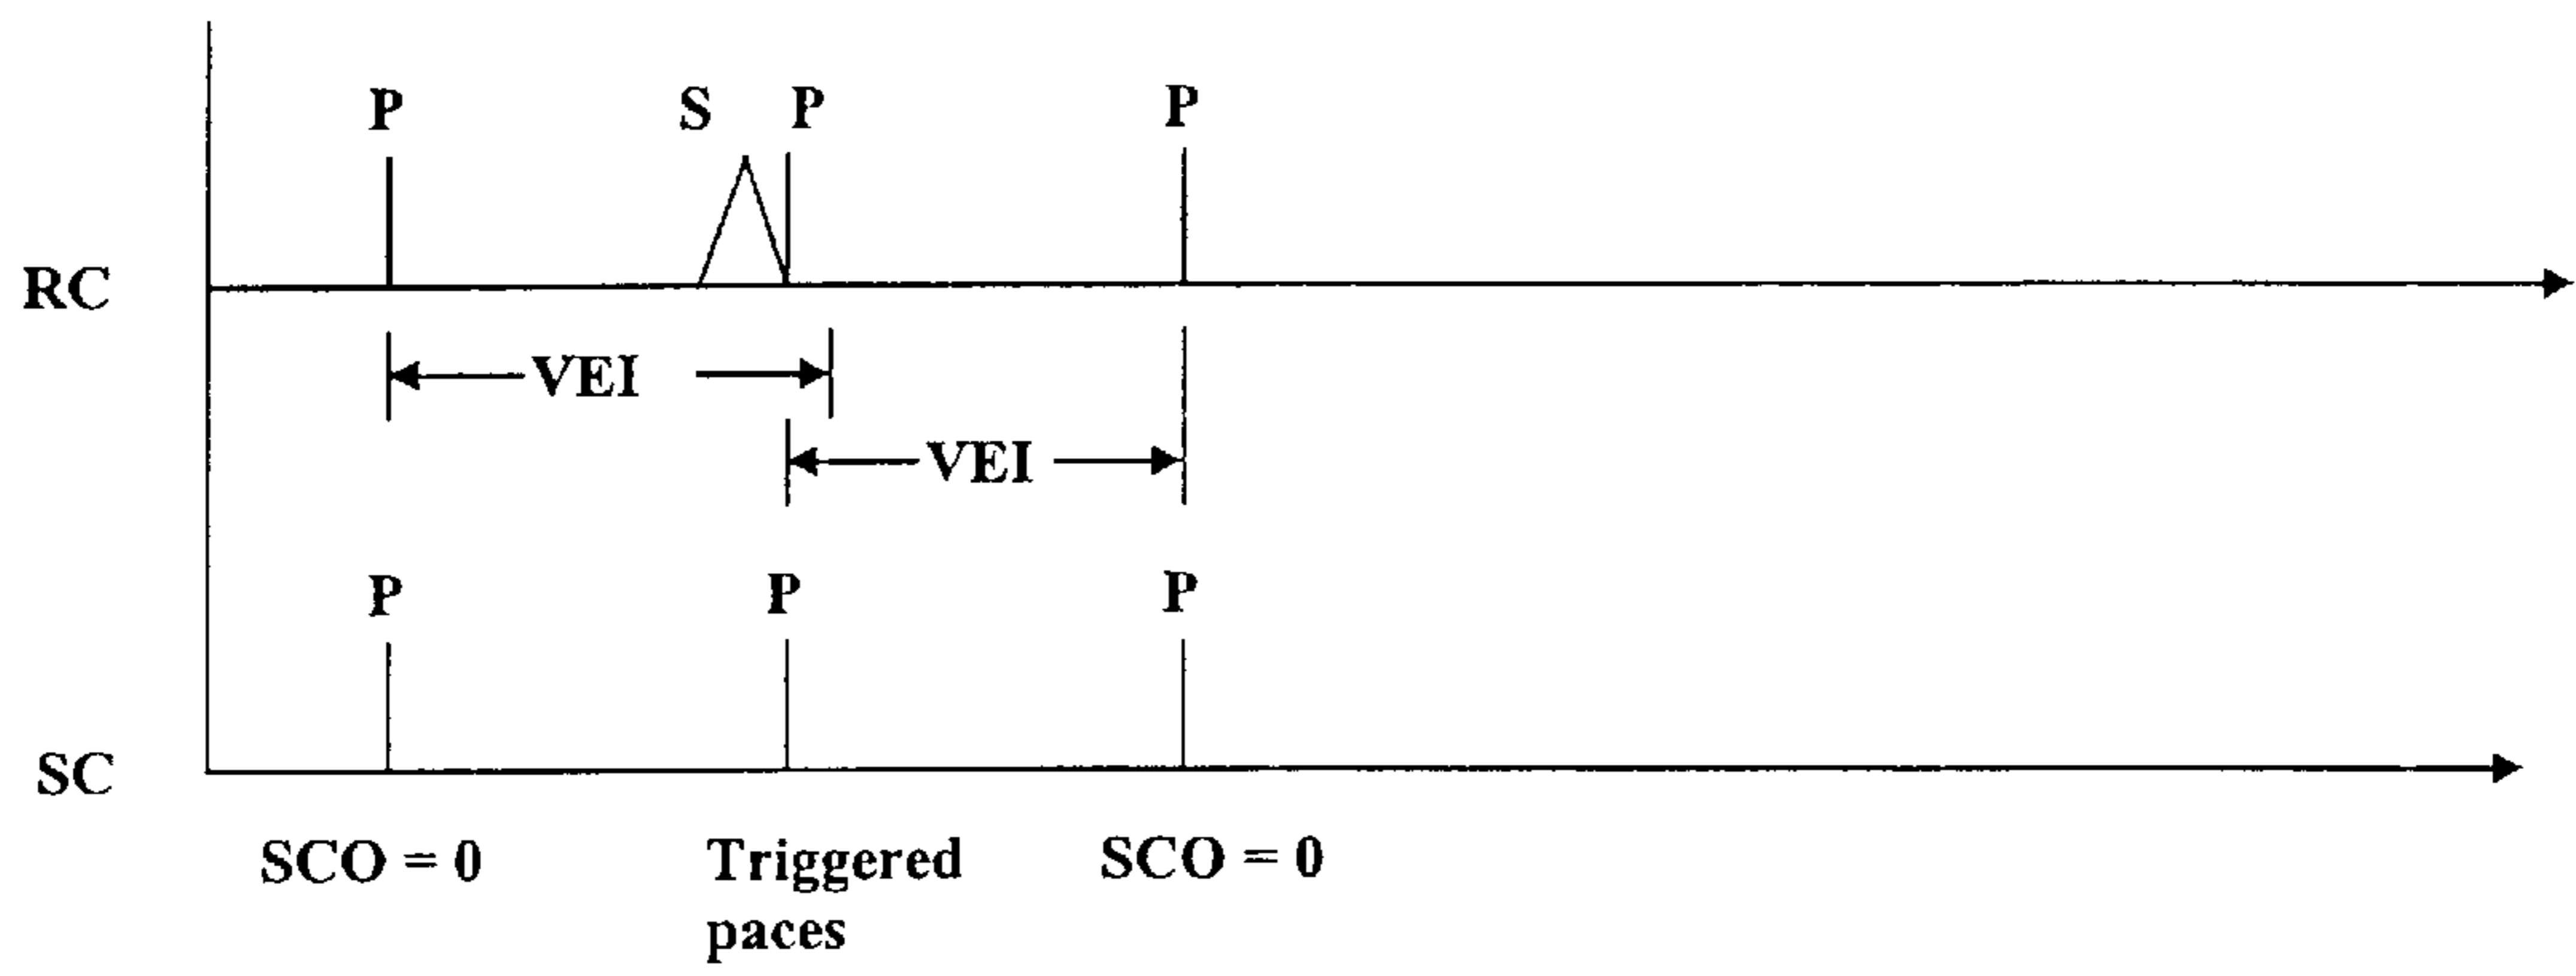 P S P P
RC
VEI
VEI
P P P
SC
SCO = 0 Triggered SCO = 0
paces